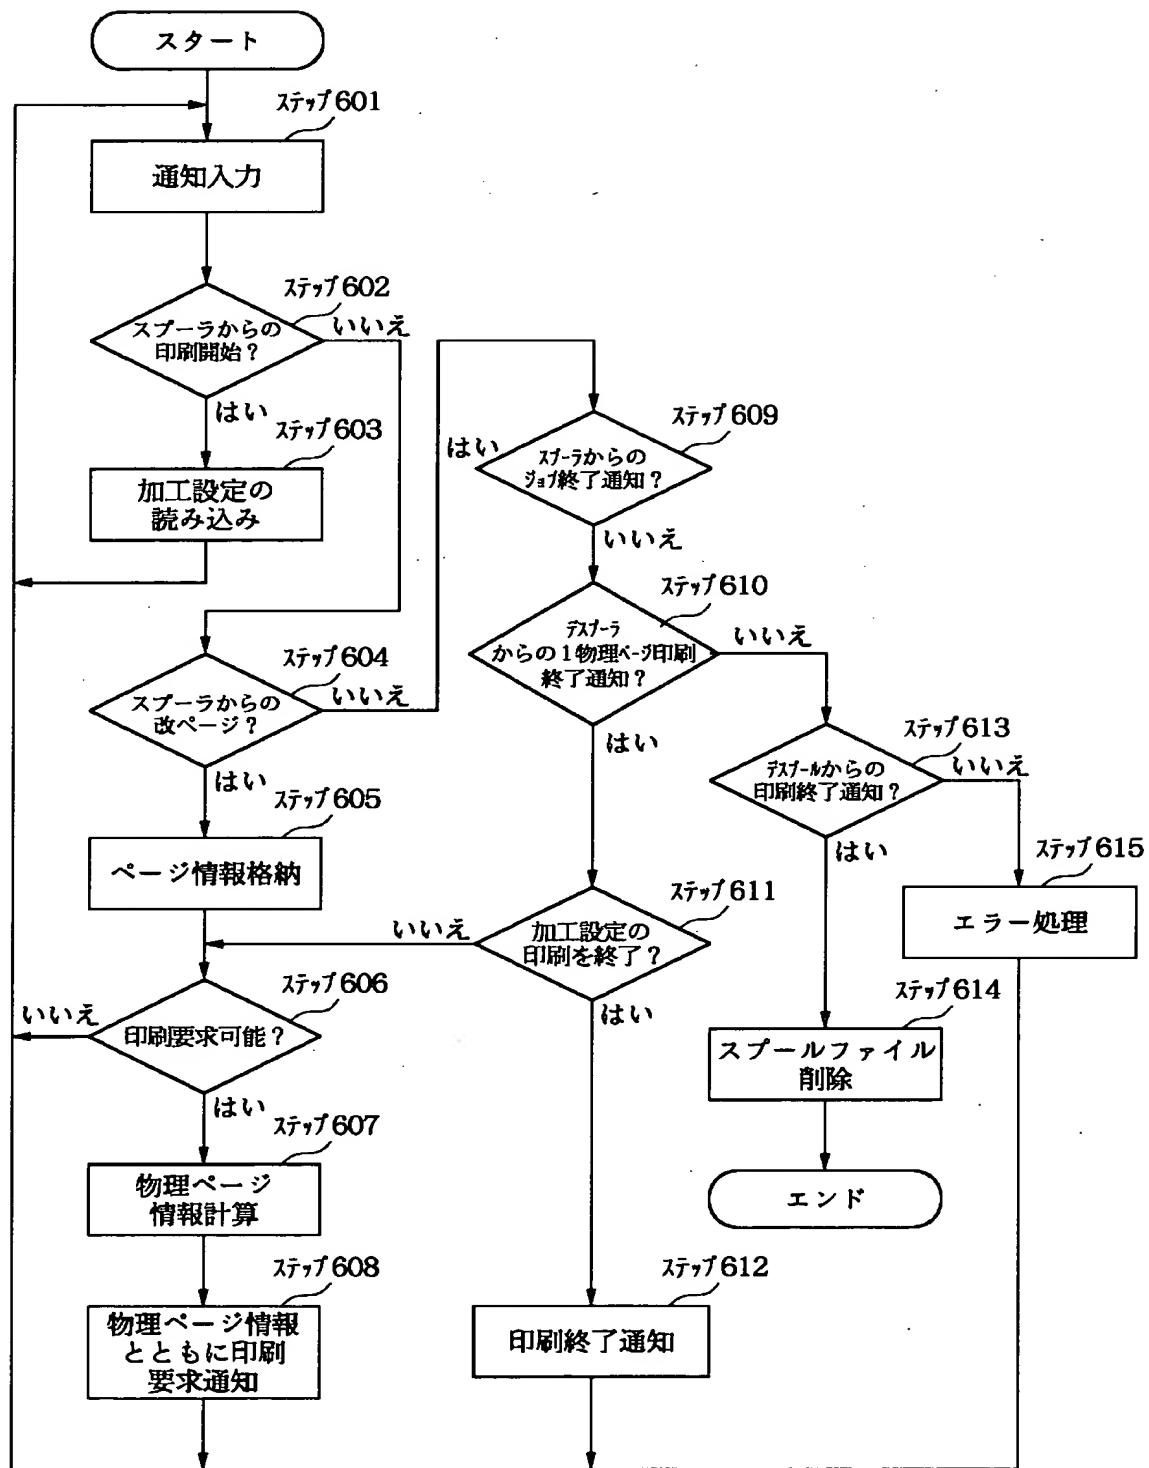 スタート
ステップ601
通知入力
ステップ602
スプーラからの
印刷開始？
いいえ
はい
ステップ603
加工設定の
読み込み
ステップ604
スプーラからの
改ページ？
いいえ
はい
ステップ605
ページ情報格納
ステップ606
いいえ
印刷要求可能？
はい
ステップ607
物理ページ
情報計算
ステップ608
物理ページ情報
とともに印刷
要求通知
ステップ609
はい
スプーラからの
ジョブ終了通知？
いいえ
ステップ610
デスプーラ
からの１物理ページ印刷
終了通知？
いいえ
はい
ステップ611
いいえ
加工設定の
印刷を終了？
はい
ステップ612
印刷終了通知
ステップ613
デスプールからの
印刷終了通知？
いいえ
はい
ステップ614
スプールファイル
削除
エンド
ステップ615
エラー処理